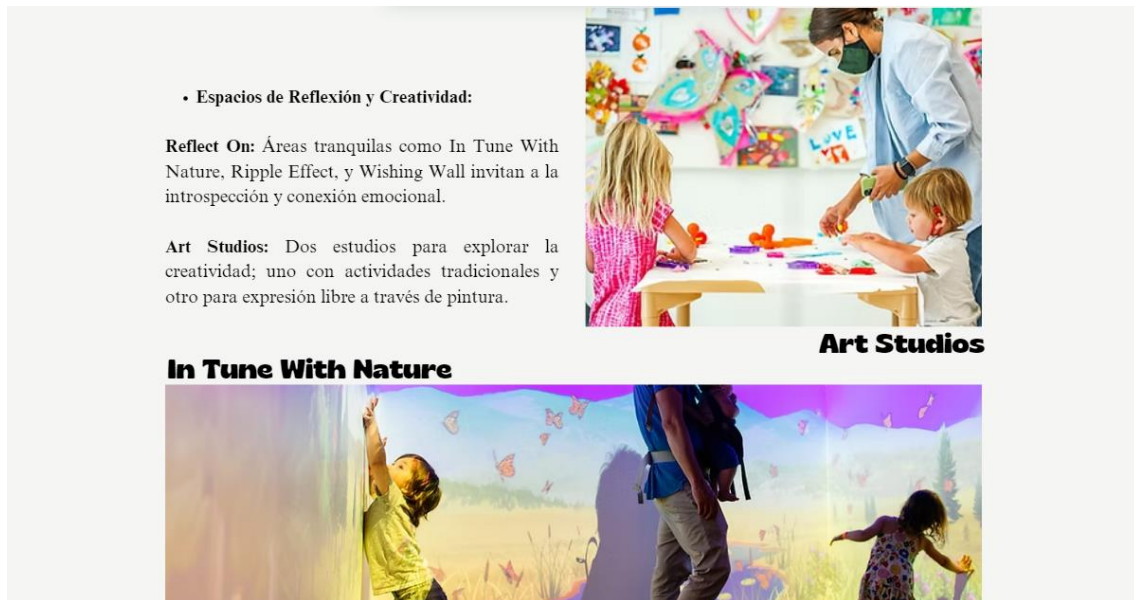 • Espacios de Reflexión y Creatividad:
Reflect On: Áreas tranquilas como In Tune With
Nature, Ripple Effect, y Wishing Wall invitan a la
introspección y conexión emocional.
Art Studios: Dos estudios para explorar la
creatividad; uno con actividades tradicionales y
otro para expresión libre a través de pintura.
LOVE
Art Studios
In Tune With Nature